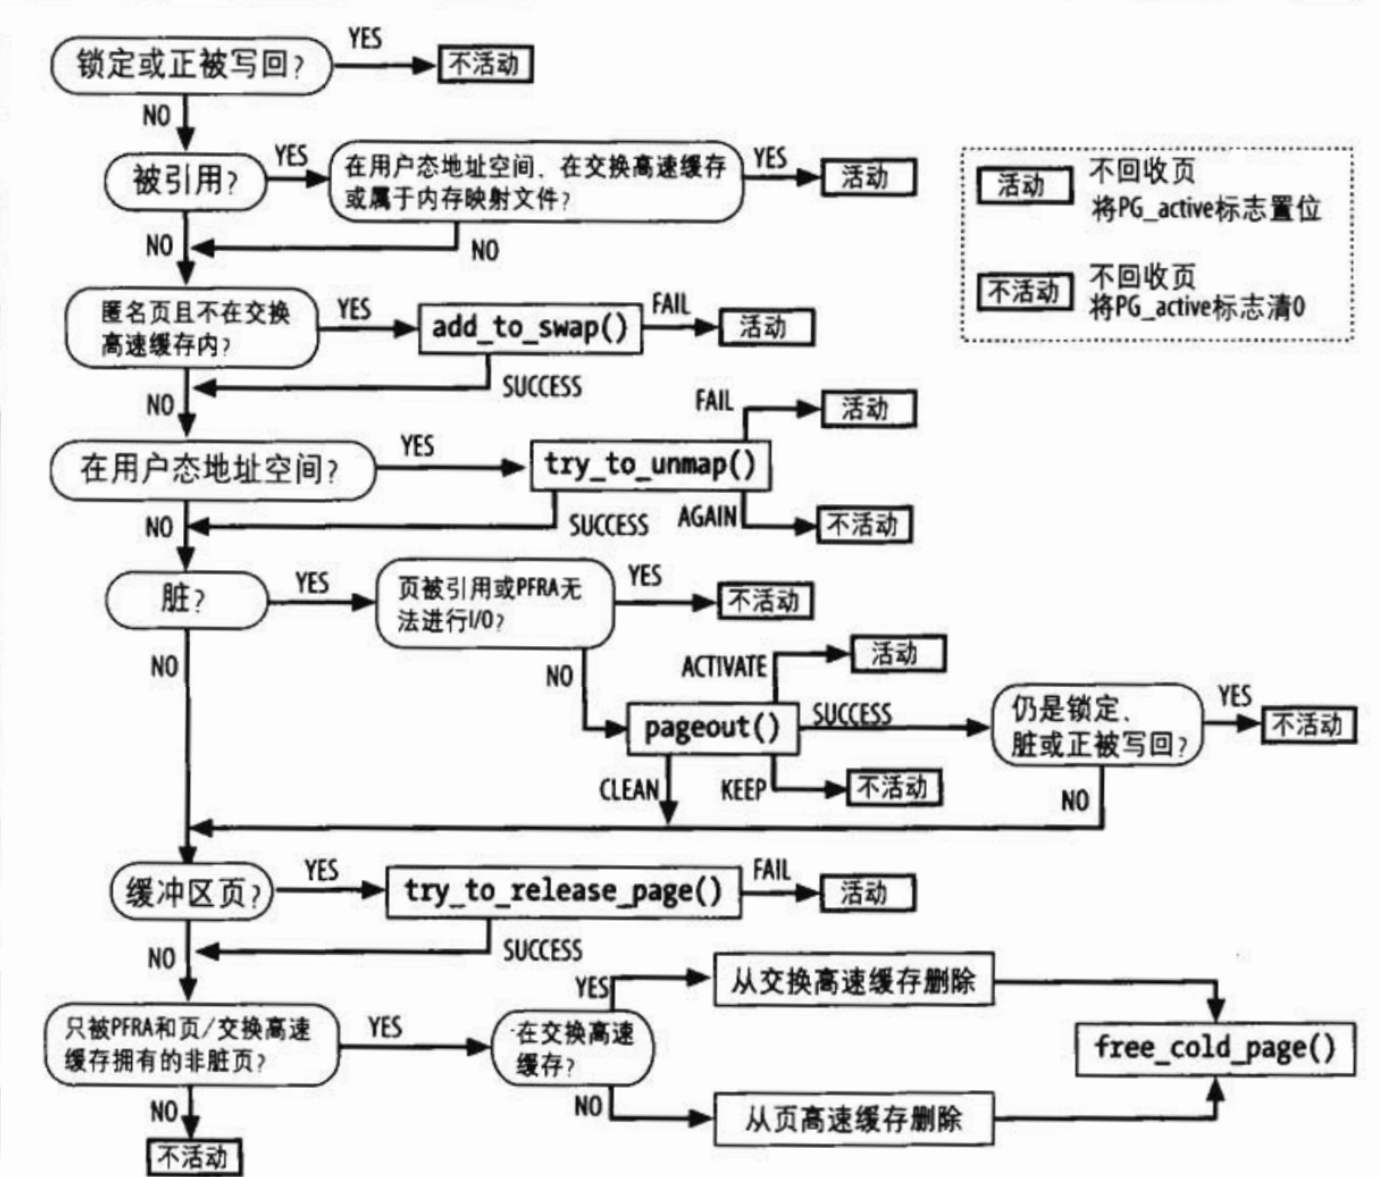 锁定或正被写回?
YES
不活动
NO
被引用?
YES
在用户态地址空间、在交换高速缓存
或属于内存映射文件?
YES
活动
NO
NO
活动
不回收页
将PG_active标志置位
不活动
不回收页
将PG_active标志清0
匿名页且不在交换
高速缓存内?
YES
add_to_swap()
FAIL
活动
SUCCESS
NO
在用户态地址空间?
YES
try_to_unmap()
FAIL
活动
AGAIN
不活动
SUCCESS
NO
脏?
YES
页被引用或PFRA无
法进行I/O?
YES
不活动
NO
NO
pageout()
ACTIVATE
活动
SUCCESS
仍是锁定、
脏或正被写回?
YES
不活动
CLEAN
KEEP
不活动
NO
缓冲区页?
YES
try_to_release_page()
FAIL
活动
SUCCESS
NO
只被PFRA和页/交换高速
缓存拥有的非脏页?
YES
在交换高速
缓存?
YES
从交换高速缓存删除
free_cold_page()
NO
从页高速缓存删除
NO
不活动